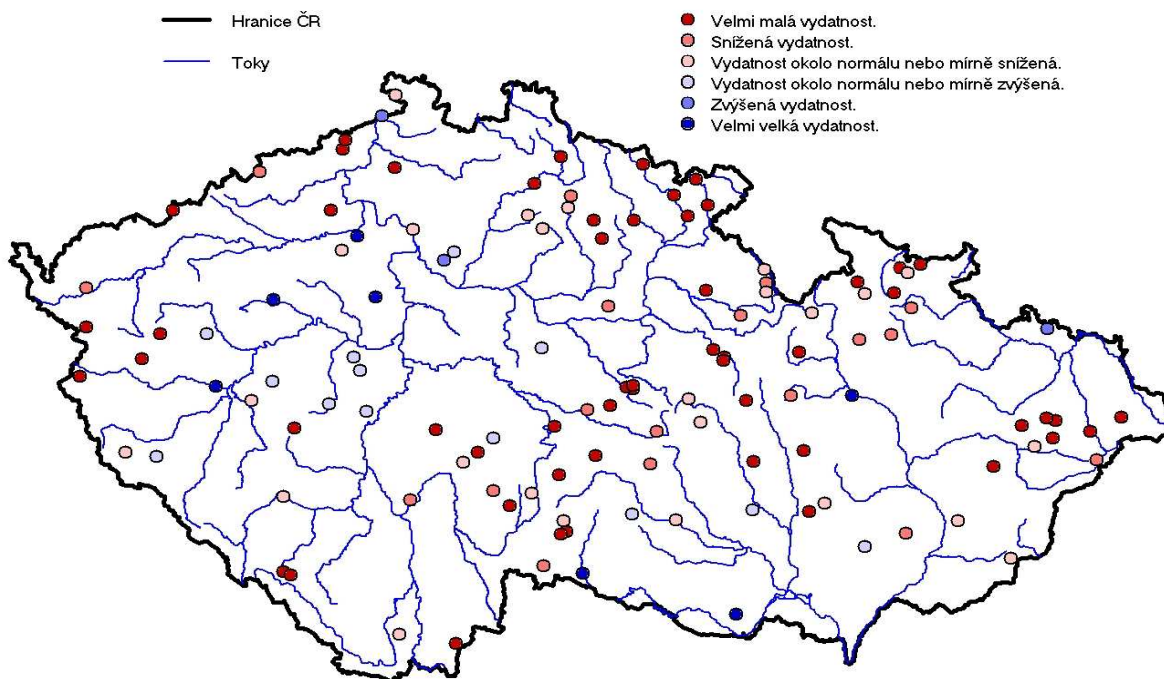 Hranice ČR
Toky
Velmi malá vydatnost.
Snížená vydatnost.
Vydatnost okolo normálu nebo mírně snížená.
Vydatnost okolo normálu nebo mírně zvýšená.
Zvýšená vydatnost.
Velmi velká vydatnost.